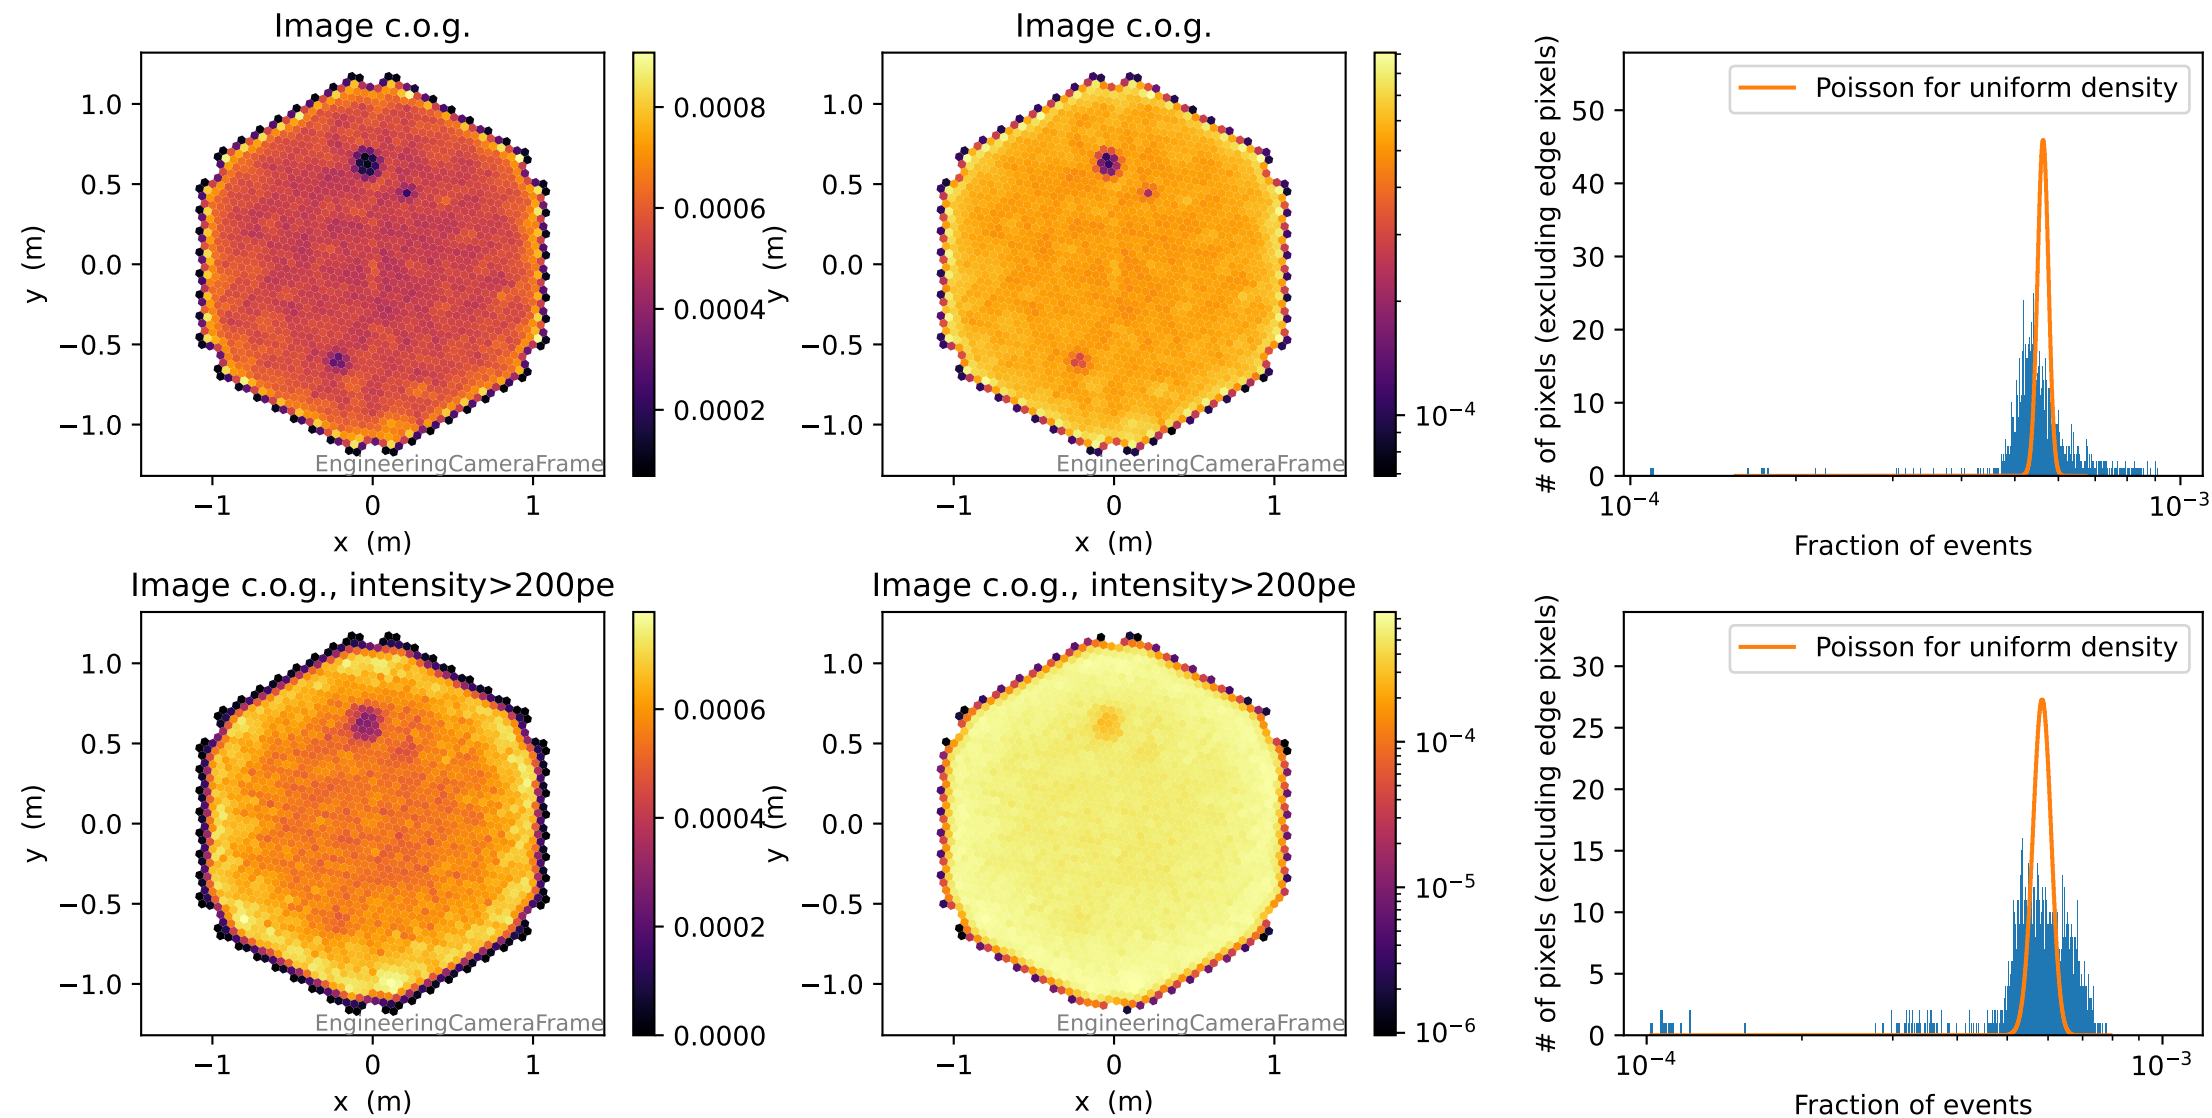 Image c.o.g.
y (m)
1.0
0.5
0.0
−0.5
−1.0
−1
0
1
x (m)
EngineeringCameraFrame
0.0008
0.0006
0.0004
0.0002
Image c.o.g.
y (m)
1.0
0.5
0.0
−0.5
−1.0
−1
0
1
x (m)
EngineeringCameraFrame
10⁻⁴
# of pixels (excluding edge pixels)
50
40
30
20
10
0
Poisson for uniform density
10⁻⁴
10⁻³
Fraction of events
Image c.o.g., intensity>200pe
y (m)
1.0
0.5
0.0
−0.5
−1.0
−1
0
1
x (m)
EngineeringCameraFrame
0.0006
0.0004
0.0002
0.0000
Image c.o.g., intensity>200pe
y (m)
1.0
0.5
0.0
−0.5
−1.0
−1
0
1
x (m)
EngineeringCameraFrame
10⁻⁴
10⁻⁵
10⁻⁶
# of pixels (excluding edge pixels)
30
25
20
15
10
5
0
Poisson for uniform density
10⁻⁴
10⁻³
Fraction of events